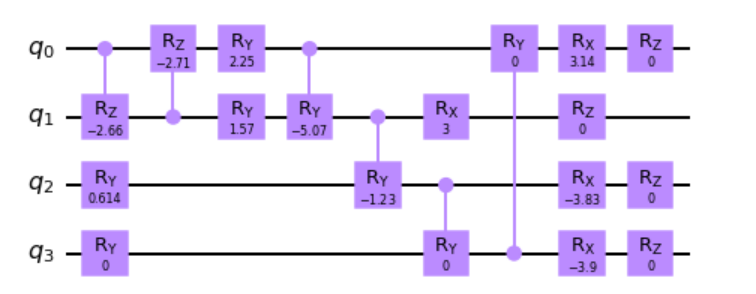 q0 RZ −2.71 RY 2.25 RY 0 RX 3.14 RZ 0
q1 RZ −2.66 RY 1.57 RY −5.07 RX 3 RZ 0
q2 RY 0.614 RY −1.23 RX −3.83 RZ 0
q3 RY 0 RY 0 RX −3.9 RZ 0